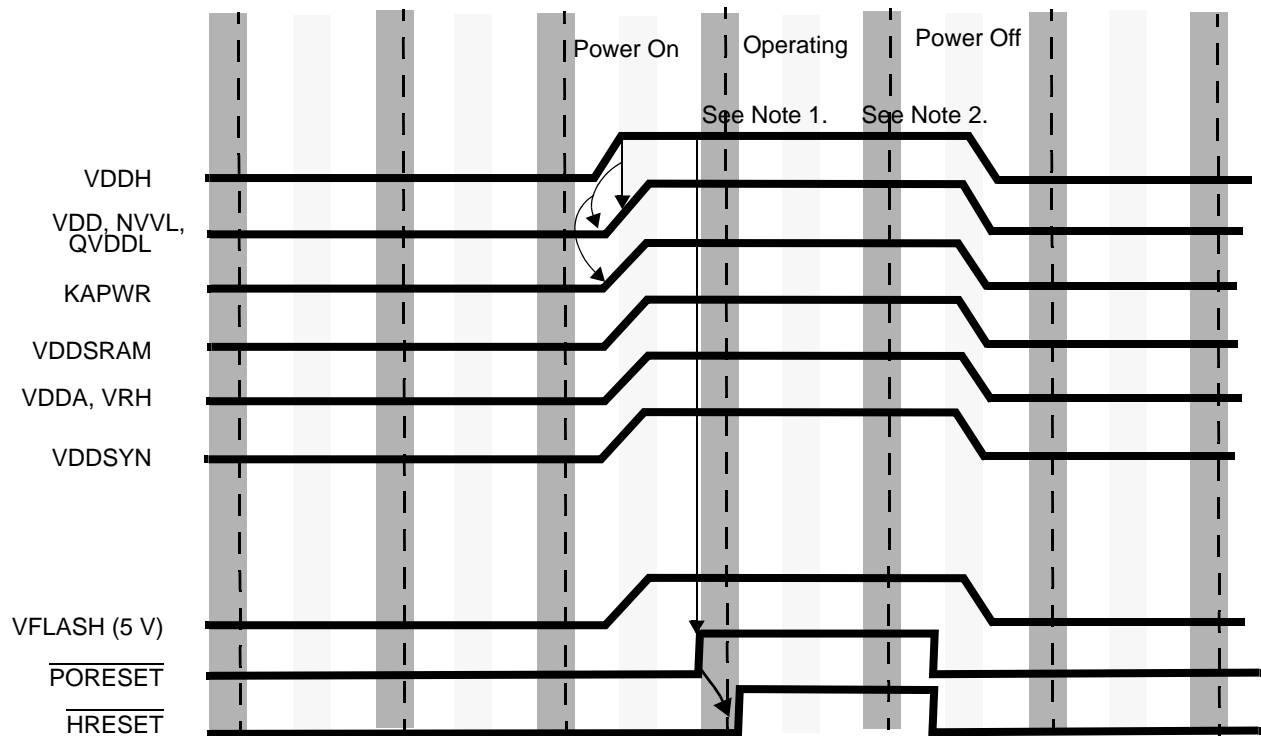 Power On
Operating
Power Off
See Note 1.
See Note 2.
VDDH
VDD, NVVL,
QVDDL
KAPWR
VDDSRAM
VDDA, VRH
VDDSYN
VFLASH (5 V)
PORESET
HRESET